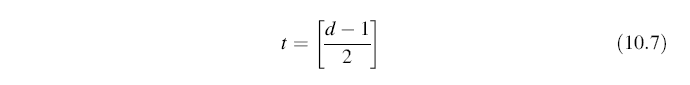 t = [(d − 1)/2] (10.7)